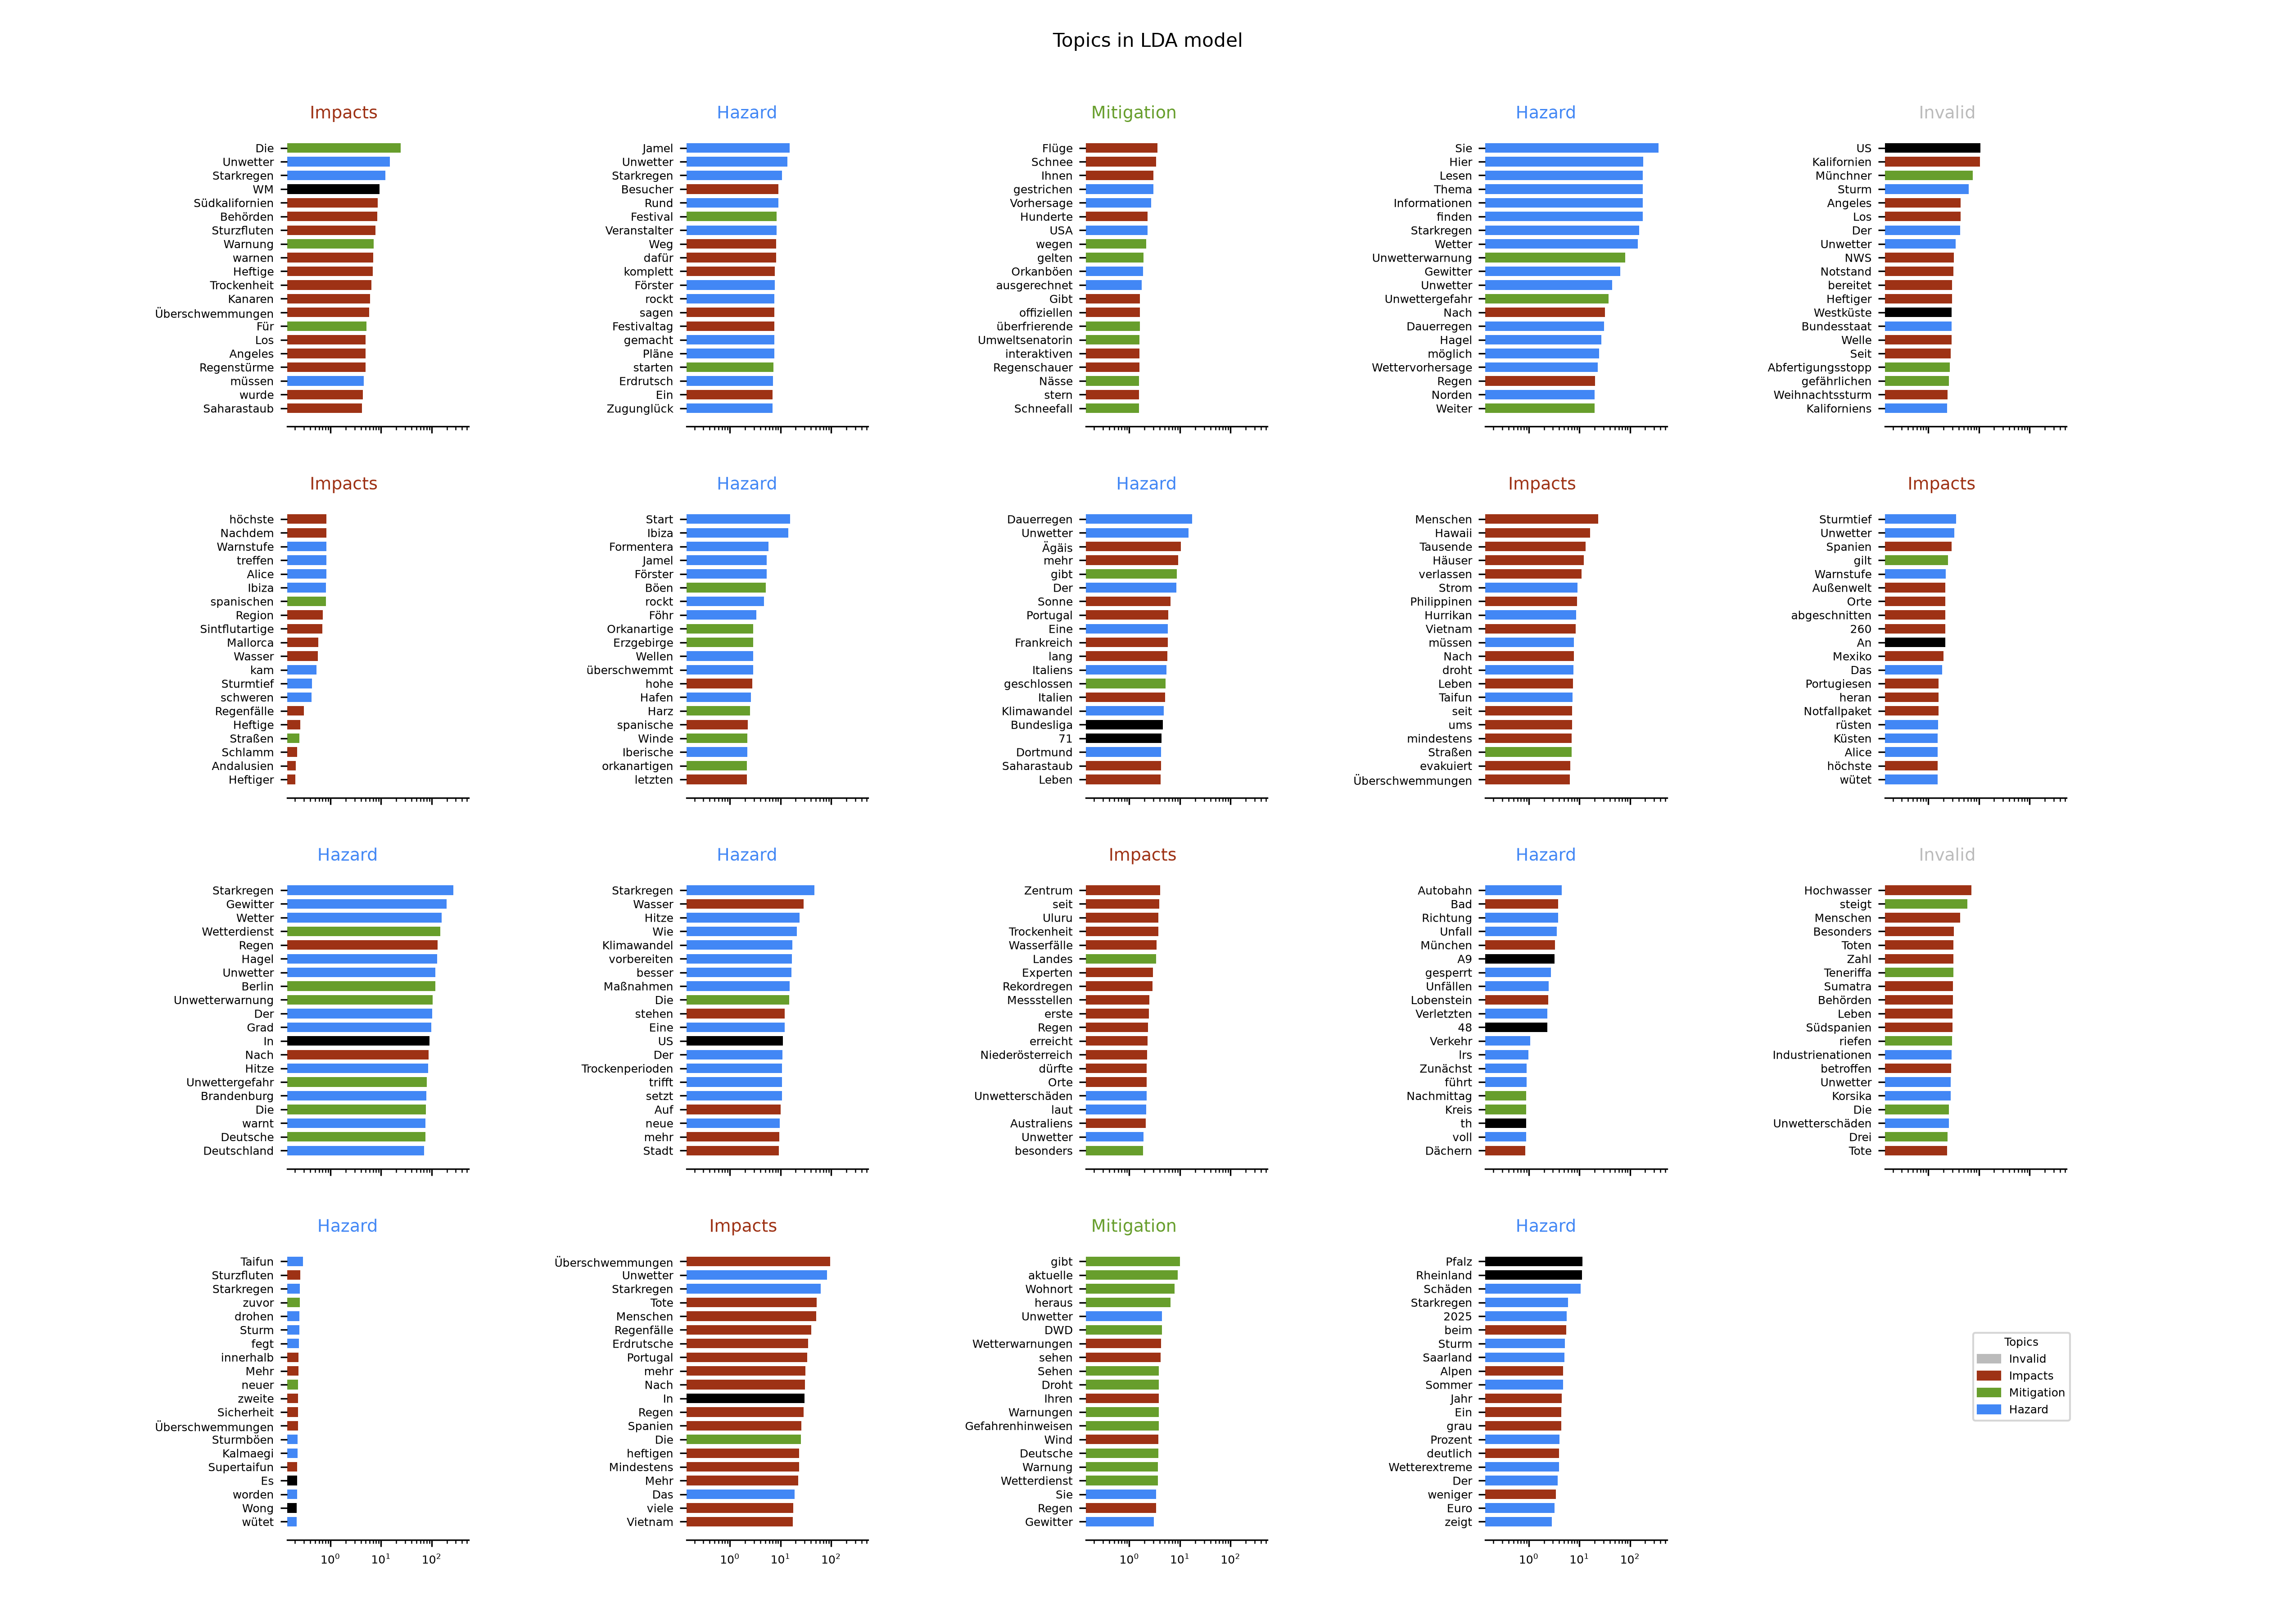 Topics in LDA model
Impacts
Die
Unwetter
Starkregen
WM
Südkalifornien
Behörden
Sturzfluten
Warnung
warnen
Heftige
Trockenheit
Kanaren
Überschwemmungen
Für
Los
Angeles
Regenstürme
müssen
wurde
Saharastaub
Hazard
Jamel
Unwetter
Starkregen
Besucher
Rund
Festival
Veranstalter
Weg
dafür
komplett
Förster
rockt
sagen
Festivaltag
gemacht
Pläne
starten
Erdrutsch
Ein
Zugunglück
Mitigation
Flüge
Schnee
Ihnen
gestrichen
Vorhersage
Hunderte
USA
wegen
gelten
Orkanböen
ausgerechnet
Gibt
offiziellen
überfrierende
Umweltsenatorin
interaktiven
Regenschauer
Nässe
stern
Schneefall
Hazard
Sie
Hier
Lesen
Thema
Informationen
finden
Starkregen
Wetter
Unwetterwarnung
Gewitter
Unwetter
Unwettergefahr
Nach
Dauerregen
Hagel
möglich
Wettervorhersage
Regen
Norden
Weiter
Invalid
US
Kalifornien
Münchner
Sturm
Angeles
Los
Der
Unwetter
NWS
Notstand
bereitet
Heftiger
Westküste
Bundesstaat
Welle
Seit
Abfertigungsstopp
gefährlichen
Weihnachtssturm
Kaliforniens
Impacts
höchste
Nachdem
Warnstufe
treffen
Alice
Ibiza
spanischen
Region
Sintflutartige
Mallorca
Wasser
kam
Sturmtief
schweren
Regenfälle
Heftige
Straßen
Schlamm
Andalusien
Heftiger
Hazard
Start
Ibiza
Formentera
Jamel
Förster
Böen
rockt
Föhr
Orkanartige
Erzgebirge
Wellen
überschwemmt
hohe
Hafen
Harz
spanische
Winde
Iberische
orkanartigen
letzten
Hazard
Dauerregen
Unwetter
Ägäis
mehr
gibt
Der
Sonne
Portugal
Eine
Frankreich
lang
Italiens
geschlossen
Italien
Klimawandel
Bundesliga
71
Dortmund
Saharastaub
Leben
Impacts
Menschen
Hawaii
Tausende
Häuser
verlassen
Strom
Philippinen
Hurrikan
Vietnam
müssen
Nach
droht
Leben
Taifun
seit
ums
mindestens
Straßen
evakuiert
Überschwemmungen
Impacts
Sturmtief
Unwetter
Spanien
gilt
Warnstufe
Außenwelt
Orte
abgeschnitten
260
An
Mexiko
Das
Portugiesen
heran
Notfallpaket
rüsten
Küsten
Alice
höchste
wütet
Hazard
Starkregen
Gewitter
Wetter
Wetterdienst
Regen
Hagel
Unwetter
Berlin
Unwetterwarnung
Der
Grad
In
Nach
Hitze
Unwettergefahr
Brandenburg
Die
warnt
Deutsche
Deutschland
Hazard
Starkregen
Wasser
Hitze
Wie
Klimawandel
vorbereiten
besser
Maßnahmen
Die
stehen
Eine
US
Der
Trockenperioden
trifft
setzt
Auf
neue
mehr
Stadt
Impacts
Zentrum
seit
Uluru
Trockenheit
Wasserfälle
Landes
Experten
Rekordregen
Messstellen
erste
Regen
erreicht
Niederösterreich
dürfte
Orte
Unwetterschäden
laut
Australiens
Unwetter
besonders
Hazard
Autobahn
Bad
Richtung
Unfall
München
A9
gesperrt
Unfällen
Lobenstein
Verletzten
48
Verkehr
Irs
Zunächst
führt
Nachmittag
Kreis
th
voll
Dächern
Invalid
Hochwasser
steigt
Menschen
Besonders
Toten
Zahl
Teneriffa
Sumatra
Behörden
Leben
Südspanien
riefen
Industrienationen
betroffen
Unwetter
Korsika
Die
Unwetterschäden
Drei
Tote
Hazard
Taifun
Sturzfluten
Starkregen
zuvor
drohen
Sturm
fegt
innerhalb
Mehr
neuer
zweite
Sicherheit
Überschwemmungen
Sturmböen
Kalmaegi
Supertaifun
Es
worden
Wong
wütet
10⁰ 10¹ 10²
Impacts
Überschwemmungen
Unwetter
Starkregen
Tote
Menschen
Regenfälle
Erdrutsche
Portugal
mehr
Nach
In
Regen
Spanien
Die
heftigen
Mindestens
Mehr
Das
viele
Vietnam
10⁰ 10¹ 10²
Mitigation
gibt
aktuelle
Wohnort
heraus
Unwetter
DWD
Wetterwarnungen
sehen
Sehen
Droht
Ihren
Warnungen
Gefahrenhinweisen
Wind
Deutsche
Warnung
Wetterdienst
Sie
Regen
Gewitter
10⁰ 10¹ 10²
Hazard
Pfalz
Rheinland
Schäden
Starkregen
2025
beim
Sturm
Saarland
Alpen
Sommer
Jahr
Ein
grau
Prozent
deutlich
Wetterextreme
Der
weniger
Euro
zeigt
10⁰ 10¹ 10²
Topics
Invalid
Impacts
Mitigation
Hazard